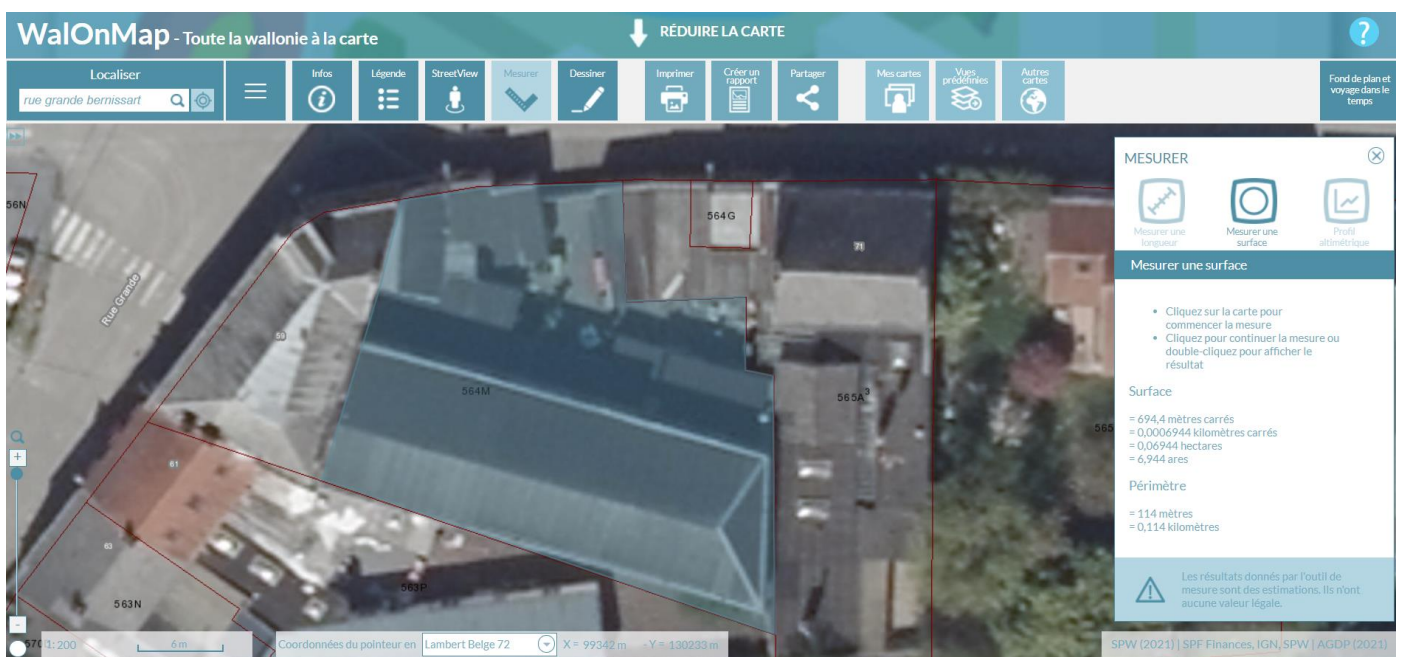 WalOnMap - Toute la wallonie à la carte
RÉDUIRE LA CARTE
?
Localiser
rue grande bernissart
Infos
Légende
StreetView
Mesurer
Dessiner
Imprimer
Créer un
rapport
Partager
Mes cartes
Vues
prédéfinies
Autres
cartes
Fond de plan et
voyage dans le
temps
56N
Rue Grande
59
564G
71
564M
565A3
565
61
63
563N
563P
+
-
1:200
6 m
Coordonnées du pointeur en
Lambert Belge 72
X = 99342 m - Y = 130233 m
MESURER
Mesurer une
longueur
Mesurer une
surface
Profil
altimétrique
Mesurer une surface
• Cliquez sur la carte pour
commencer la mesure
• Cliquez pour continuer la mesure ou
double-cliquez pour afficher le
résultat
Surface
= 694,4 mètres carrés
= 0,0006944 kilomètres carrés
= 0,06944 hectares
= 6,944 ares
Périmètre
= 114 mètres
= 0,114 kilomètres
Les résultats donnés par l'outil de
mesure sont des estimations. Ils n'ont
aucune valeur légale.
SPW (2021) | SPF Finances, IGN, SPW | AGDP (2021)